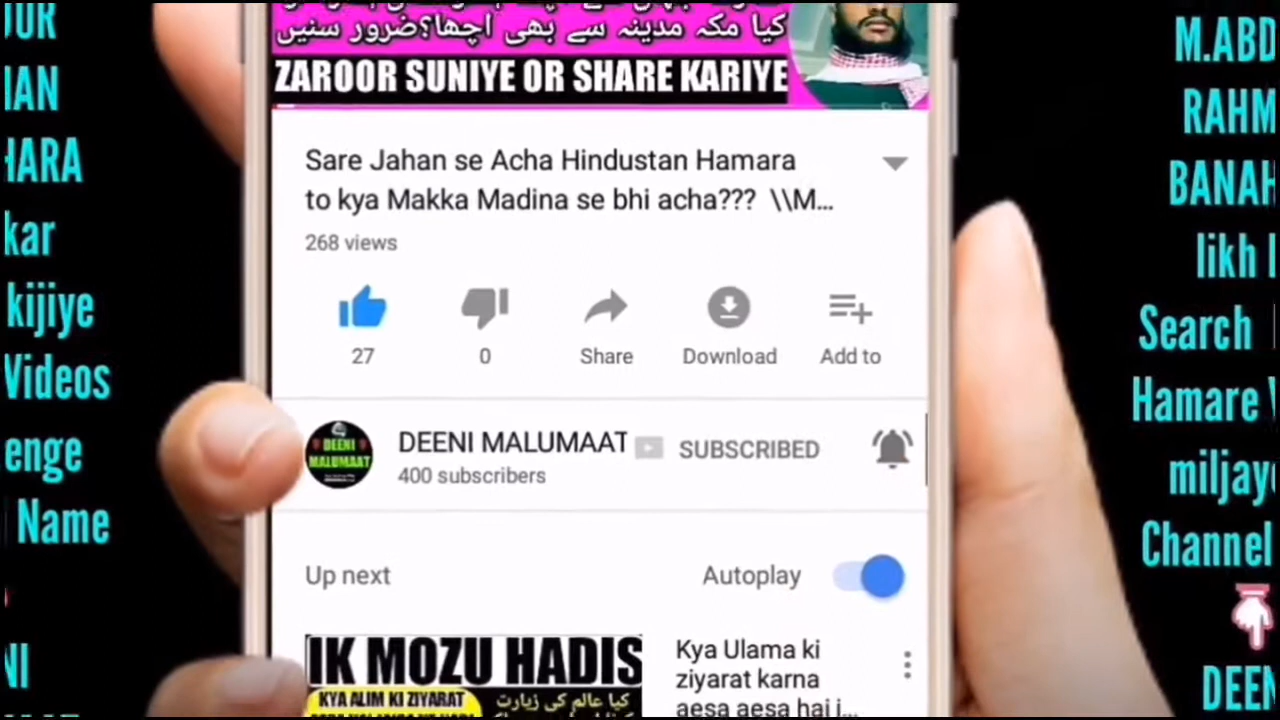 کیا مکہ مدینہ سے بھی اچھا؟ضرور سنیں
ZAROOR SUNIYE OR SHARE KARIYE
Sare Jahan se Acha Hindustan Hamara
to kya Makka Madina se bhi acha??? \\M...
268 views
27
0
Share
Download
Add to
DEENI MALUMAAT
SUBSCRIBED
400 subscribers
DEENI
MALUMAAT
Up next
Autoplay
IK MOZU HADIS
KYA ALIM KI ZIYARAT
کیا عالم کی زیارت
Kya Ulama ki
ziyarat karna
aesa aesa hai j...
HARA
kar
kijiye
Videos
enge
Name
NI
M.ABD
RAHM
BANAH
likh
Search
Hamare
miljay
Channel
DEEN